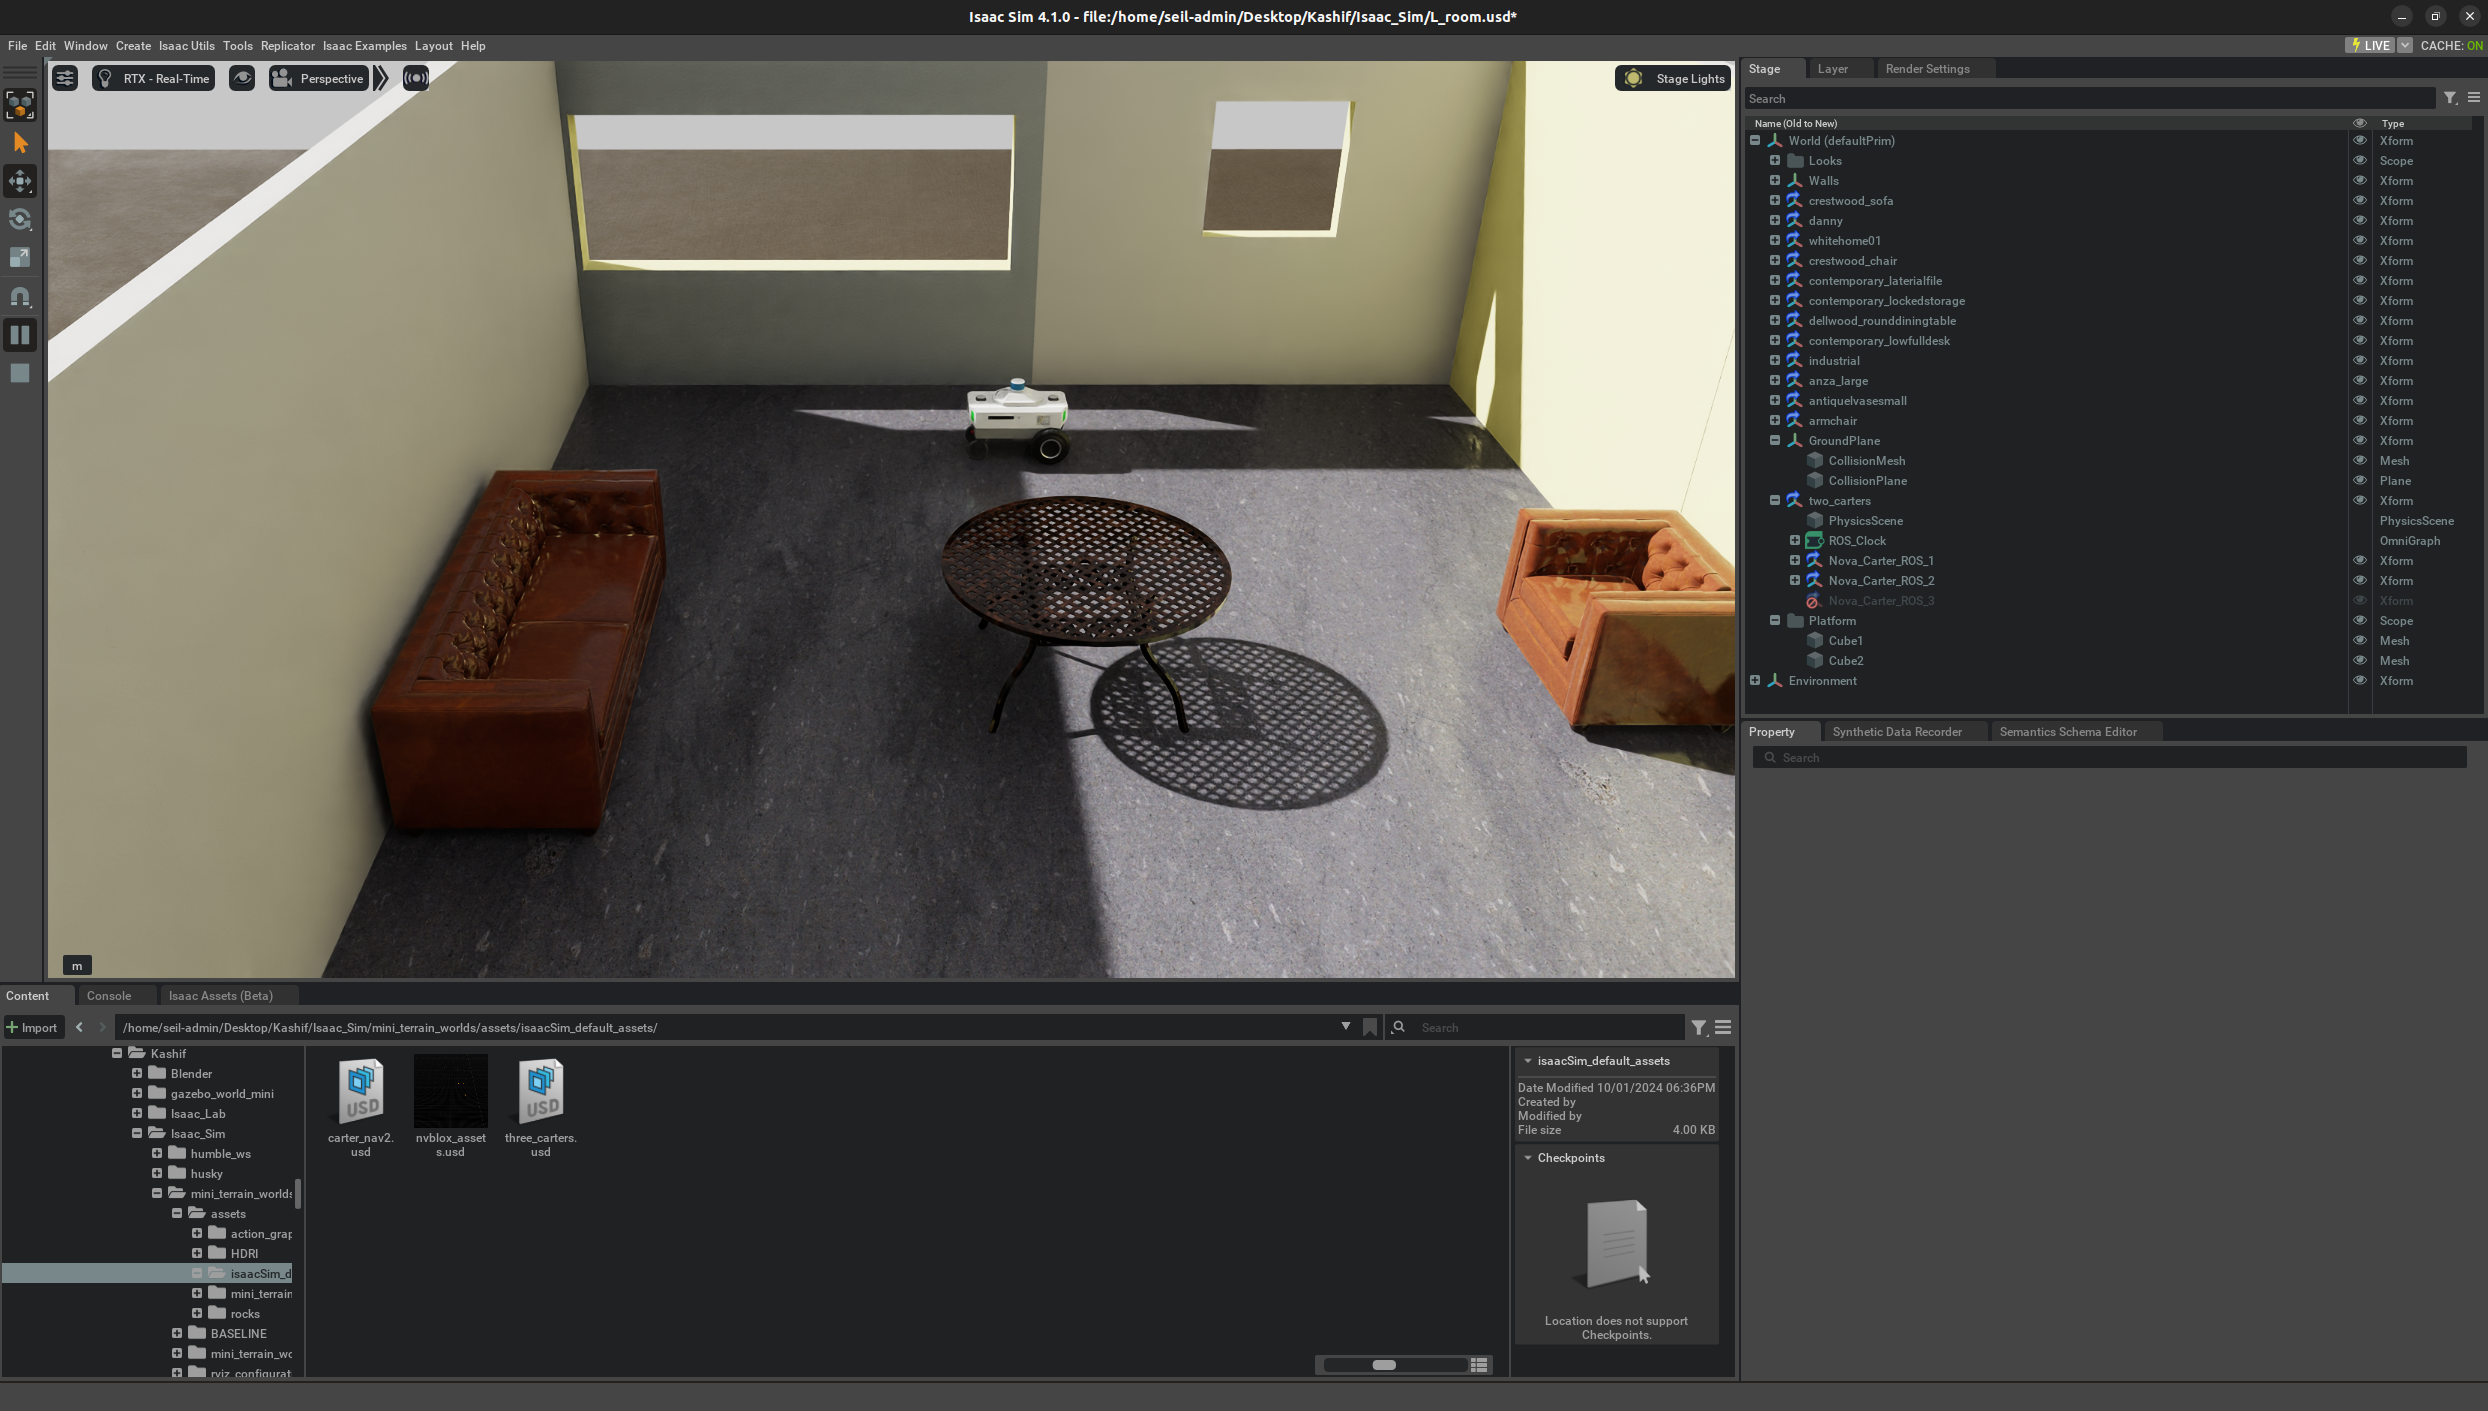 Isaac Sim 4.1.0 - file:/home/seil-admin/Desktop/Kashif/Isaac_Sim/L_room.usd*
File Edit Window Create Isaac Utils Tools Replicator Isaac Examples Layout Help
LIVE CACHE: ON
RTX - Real-Time Perspective Stage Lights
m
Stage Layer Render Settings
Search
Name (Old to New) Type
World (defaultPrim) Xform
Looks Scope
Walls Xform
crestwood_sofa Xform
danny Xform
whitehome01 Xform
crestwood_chair Xform
contemporary_laterialfile Xform
contemporary_lockedstorage Xform
dellwood_rounddiningtable Xform
contemporary_lowfulldesk Xform
industrial Xform
anza_large Xform
antiquelvasesmall Xform
armchair Xform
GroundPlane Xform
CollisionMesh Mesh
CollisionPlane Plane
two_carters Xform
PhysicsScene PhysicsScene
ROS_Clock OmniGraph
Nova_Carter_ROS_1 Xform
Nova_Carter_ROS_2 Xform
Nova_Carter_ROS_3 Xform
Platform Scope
Cube1 Mesh
Cube2 Mesh
Environment Xform
Property Synthetic Data Recorder Semantics Schema Editor
Search
Content Console Isaac Assets (Beta)
Import /home/seil-admin/Desktop/Kashif/Isaac_Sim/mini_terrain_worlds/assets/isaacSim_default_assets/ Search
Kashif
Blender
gazebo_world_mini
Isaac_Lab
Isaac_Sim
humble_ws
husky
mini_terrain_worlds
assets
action_grap
HDRI
isaacSim_d
mini_terrain
rocks
BASELINE
mini_terrain_wo
rviz_configurat
USD
USD
carter_nav2.
usd
nvblox_asset
s.usd
three_carters.
usd
isaacSim_default_assets
Date Modified 10/01/2024 06:36PM
Created by
Modified by
File size 4.00 KB
Checkpoints
Location does not support
Checkpoints.